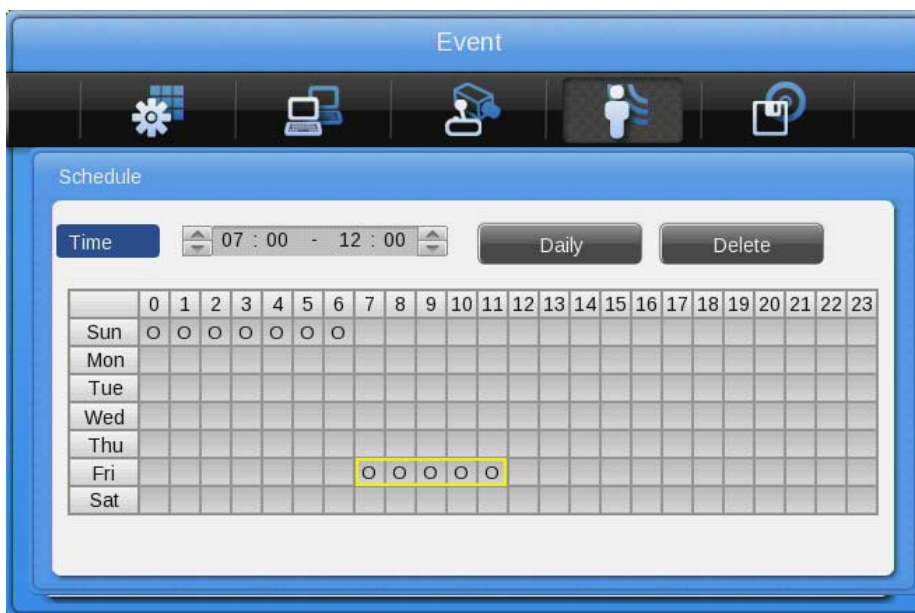 Event
Schedule
Time 07 : 00 - 12 : 00 Daily Delete
0 1 2 3 4 5 6 7 8 9 10 11 12 13 14 15 16 17 18 19 20 21 22 23
Sun O O O O O O O
Mon
Tue
Wed
Thu
Fri O O O O O
Sat